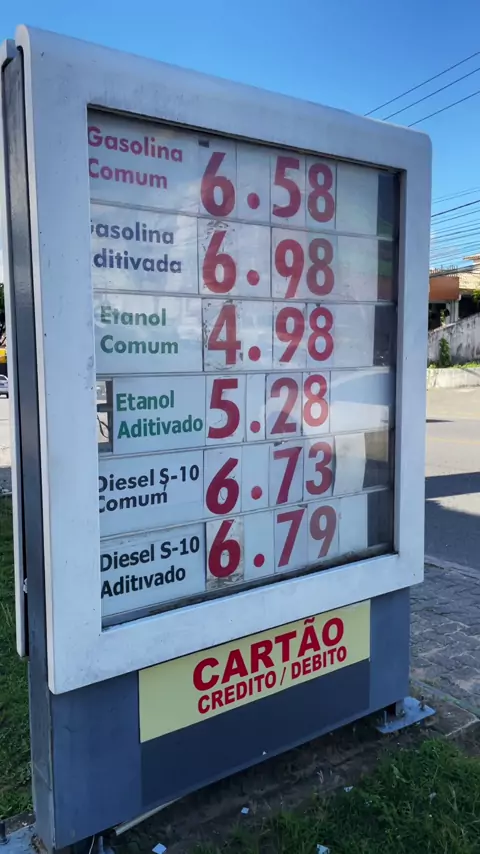 Gasolina
Comum 6.58
asolina
ditivada 6.98
Etanol
Comum 4.98
Etanol
Aditivado 5.28
Diesel S-10
Comum 6.73
Diesel S-10
Aditivado 6.79
CARTÃO
CREDITO / DEBITO